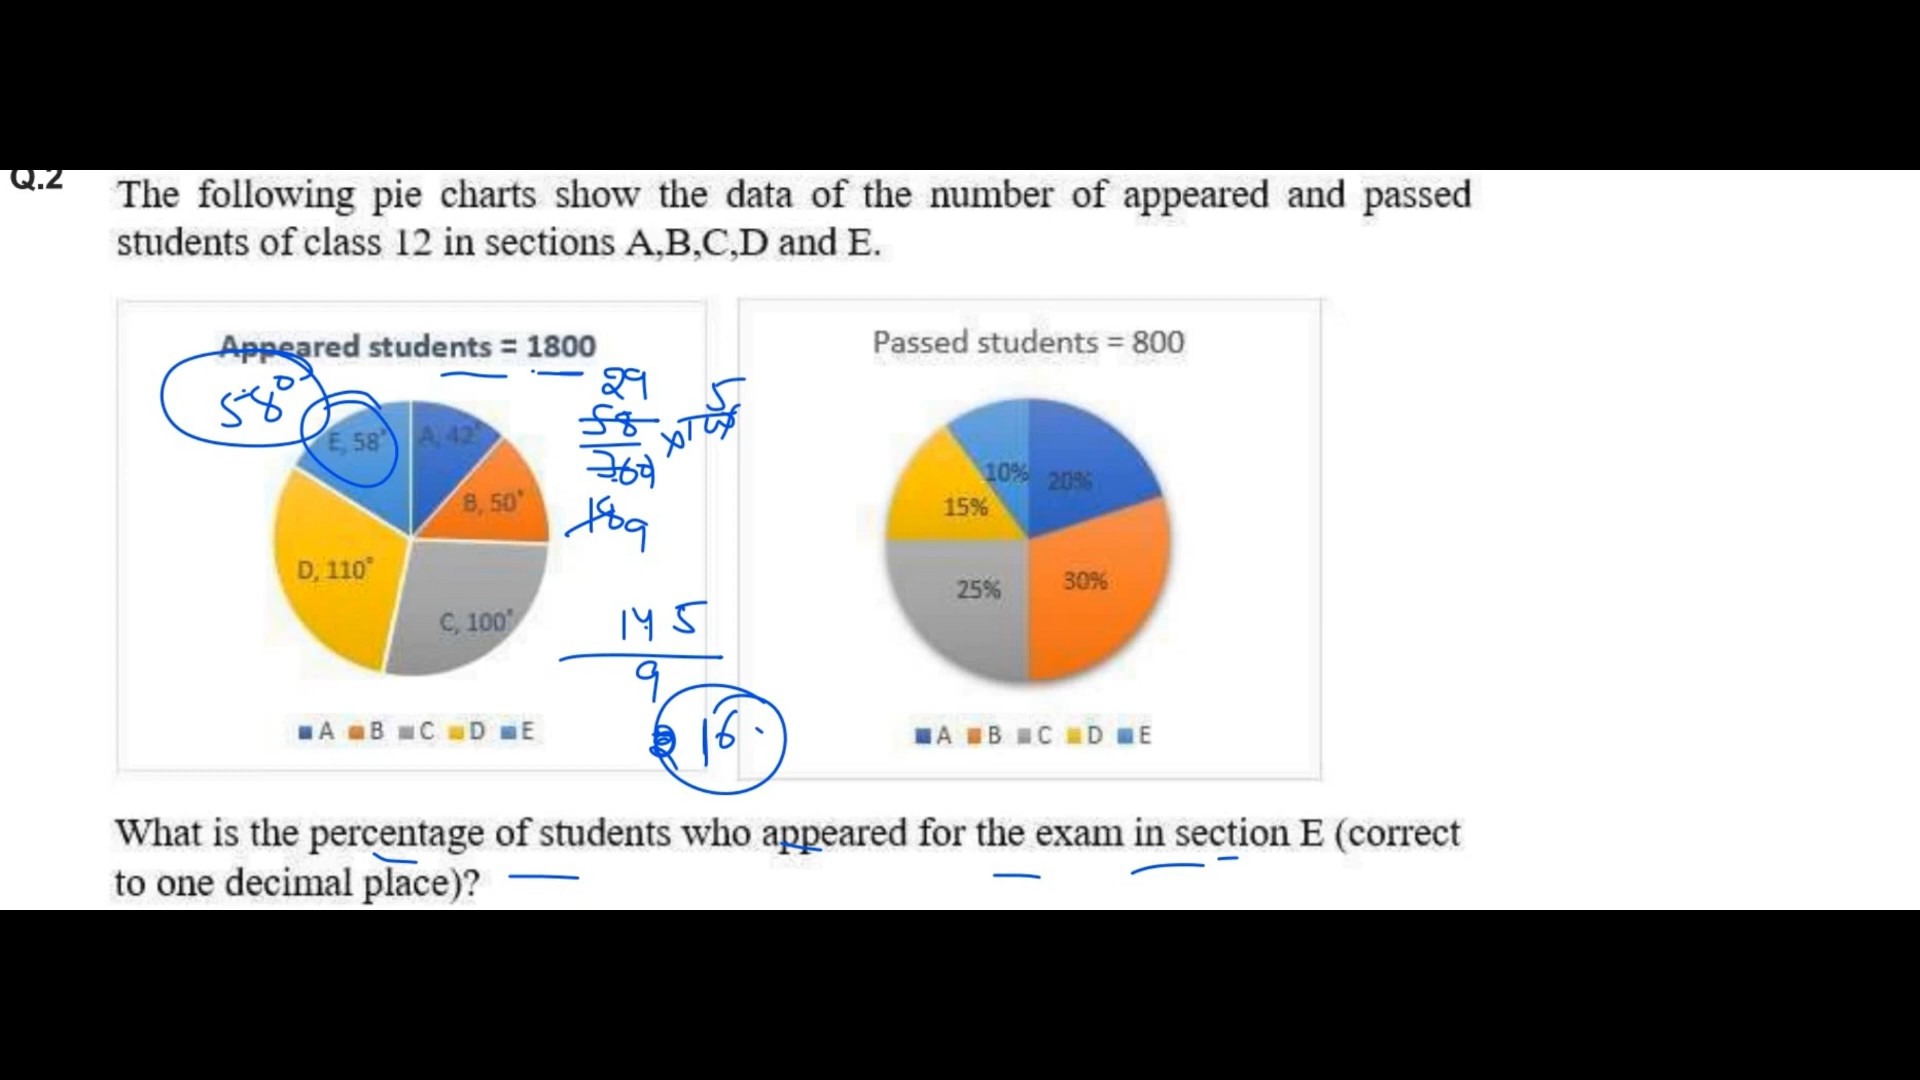 Q.2
The following pie charts show the data of the number of appeared and passed
students of class 12 in sections A,B,C,D and E.
Appeared students = 1800
58°
E, 58°
A, 42°
B, 50°
C, 100°
D, 110°
A B C D E
29
58
360
5
9
145
9
16.
Passed students = 800
10%
20%
15%
25%
30%
A B C D E
What is the percentage of students who appeared for the exam in section E (correct
to one decimal place)?